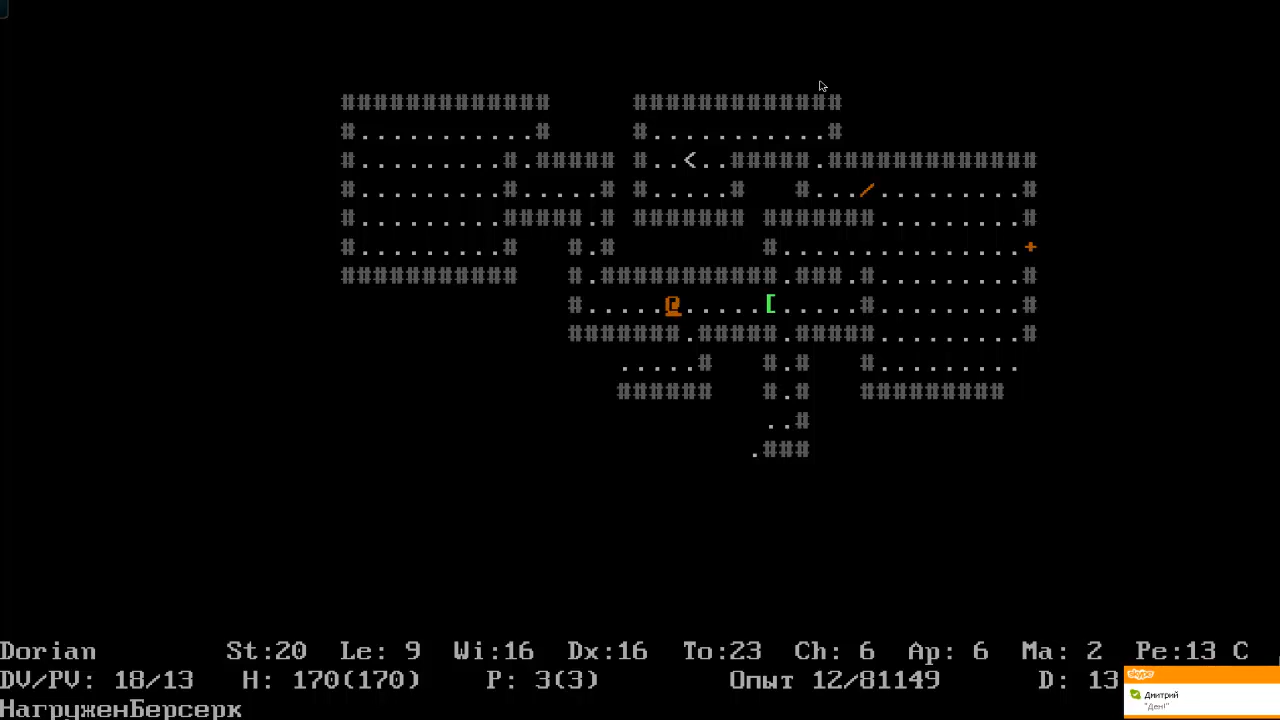 Dorian St:20 Le: 9 Wi:16 Dx:16 To:23 Ch: 6 Ap: 6 Ma: 2 Pe:13 C
DV/PV: 18/13 H: 170(170) P: 3(3) Опыт 12/81149 D: 13
НагруженБерсерк
skype
Дмитрий
"Ден!"